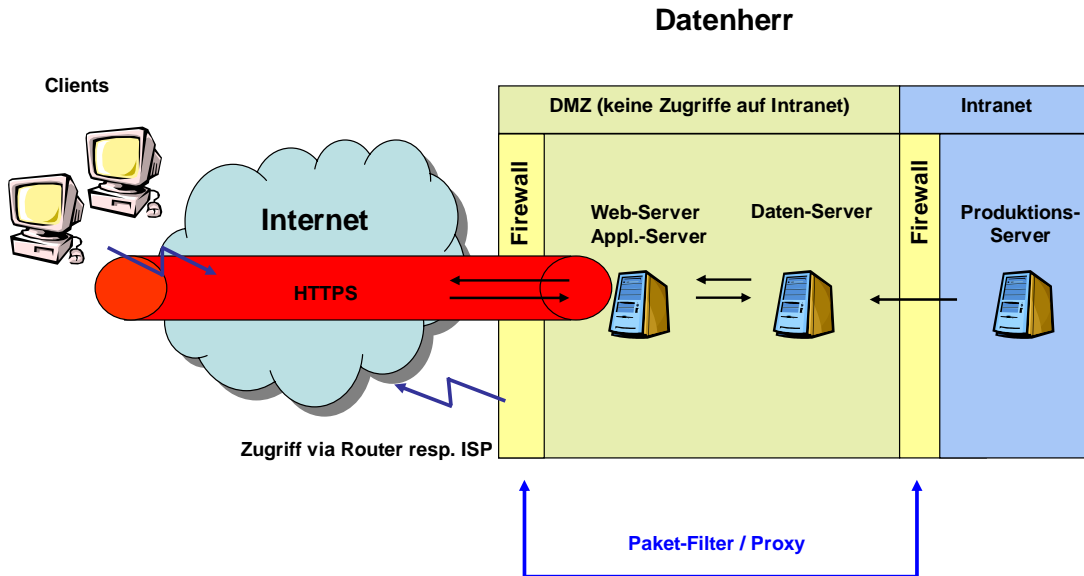 Datenherr
Clients
DMZ (keine Zugriffe auf Intranet)
Intranet
Firewall
Internet
Web-Server
Appl.-Server
Daten-Server
Firewall
Produktions-
Server
HTTPS
Zugriff via Router resp. ISP
Paket-Filter / Proxy